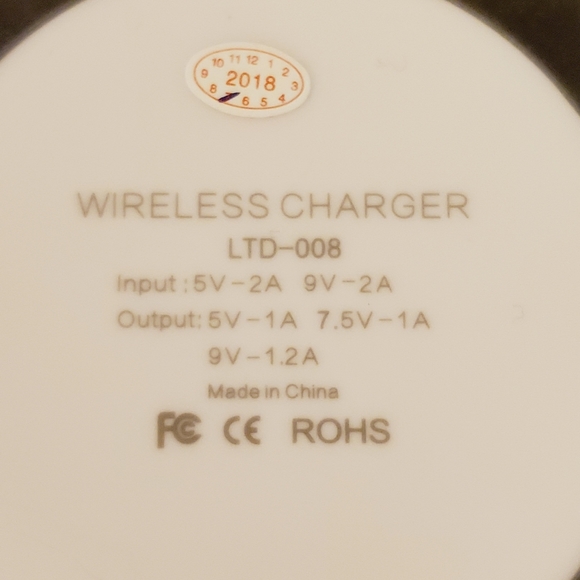 10 11 12 1
9 2018 2
8 6 5 4 3
WIRELESS CHARGER
LTD-008
Input :5V-2A 9V-2A
Output: 5V-1A 7.5V-1A
9V-1.2A
Made in China
FC CE ROHS